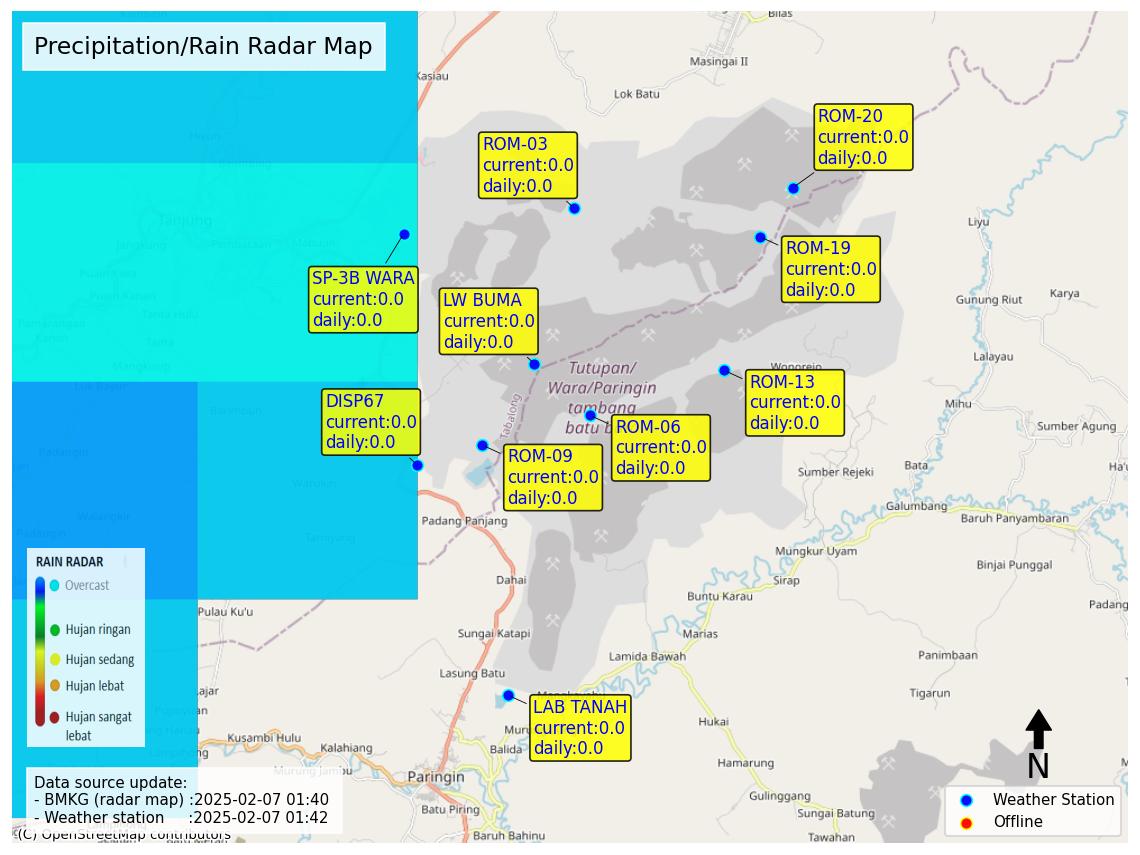 Precipitation/Rain Radar Map
Bilas
Masingai II
Kasiau
Lok Batu
ROM-20
current:0.0
daily:0.0
ROM-03
current:0.0
daily:0.0
Tanjung
Liyu
ROM-19
current:0.0
daily:0.0
SP-3B WARA
current:0.0
daily:0.0
LW BUMA
current:0.0
daily:0.0
Karya
Gunung Riut
Lalayau
Tutupan/
Wara/Paringin
tambang
batu b
Wonorejo
ROM-13
current:0.0
daily:0.0
DISP67
current:0.0
daily:0.0
Tabalong
Mihu
ROM-06
current:0.0
daily:0.0
Sumber Agung
ROM-09
current:0.0
daily:0.0
Sumber Rejeki
Bata
Ha'u
Galumbang
Baruh Panyambaran
Padang Panjang
Mungkur Uyam
Binjai Punggal
RAIN RADAR
Overcast
Hujan ringan
Hujan sedang
Hujan lebat
Hujan sangat
lebat
Dahai
Sirap
Buntu Karau
Padang
Pulau Ku'u
Sungai Katapi
Marias
Lamida Bawah
Panimbaan
Lasung Batu
Tigarun
LAB TANAH
current:0.0
daily:0.0
Hukai
Kusambi Hulu
Kalahiang
Muru
Balida
Murung Jambu
Hamarung
N
Paringin
Data source update:
- BMKG (radar map) :2025-02-07 01:40
- Weather station :2025-02-07 01:42
Gulinggang
Batu Piring
Sungai Batung
Weather Station
Offline
(C) OpenStreetMap contributors
Baruh Bahinu
Tawahan